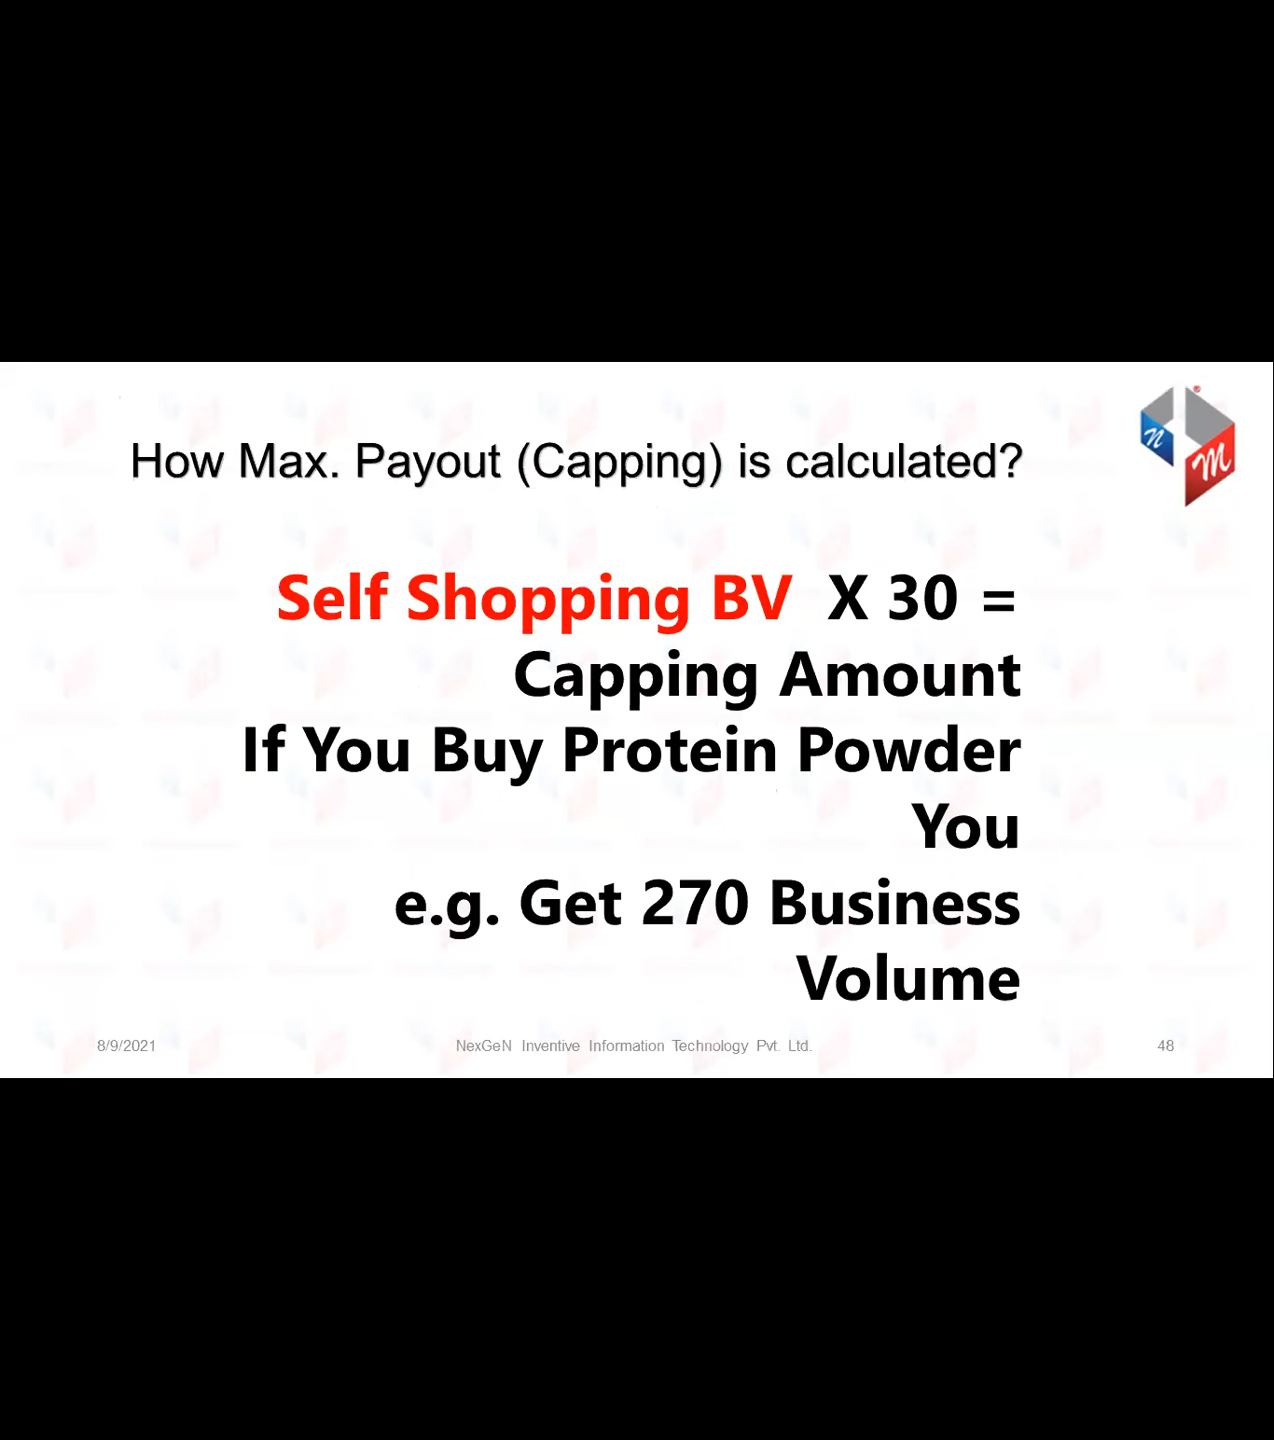 How Max. Payout (Capping) is calculated?
Self Shopping BV X 30 =
Capping Amount
If You Buy Protein Powder
You
e.g. Get 270 Business
Volume
8/9/2021
NexGeN Inventive Information Technology Pvt. Ltd.
48
n
m
®